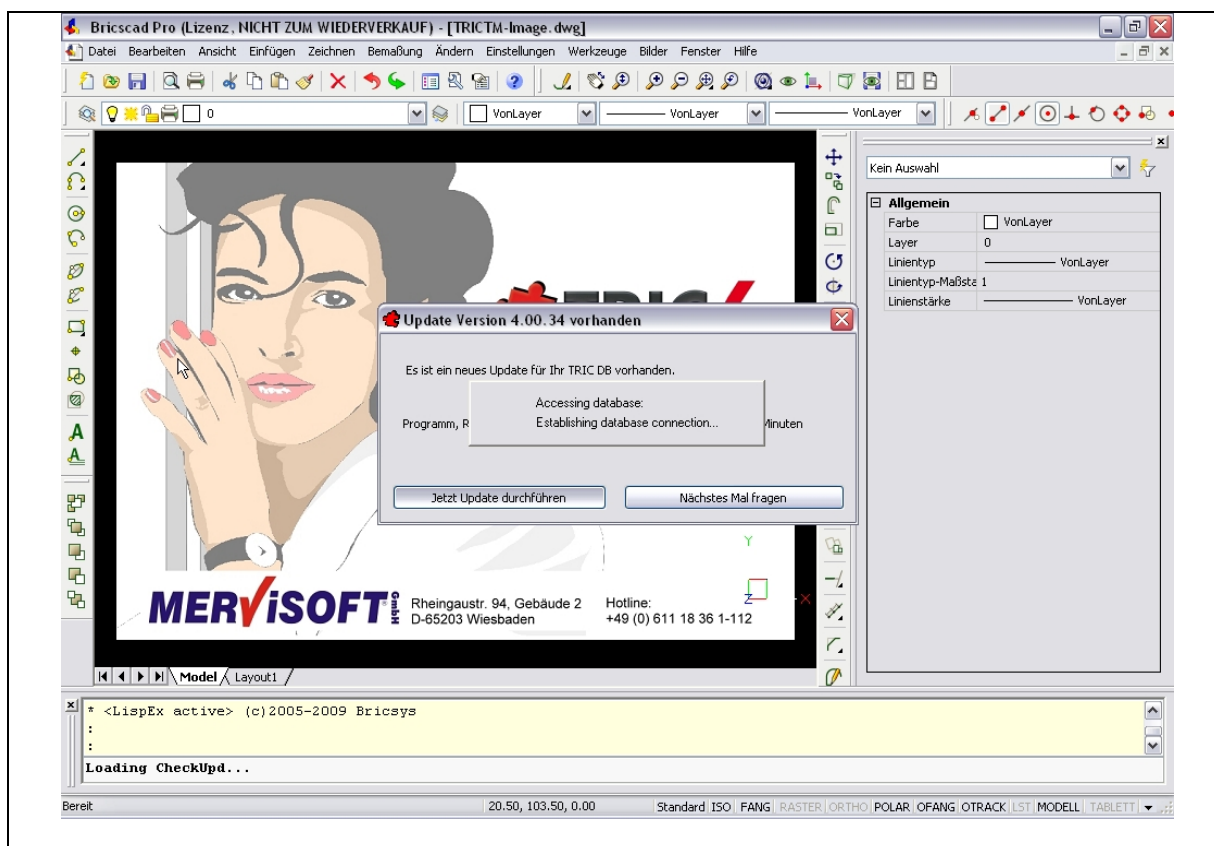 Bricscad Pro (Lizenz, NICHT ZUM WIEDERVERKAUF) - [TRICTM-Image.dwg]
Datei Bearbeiten Ansicht Einfügen Zeichnen Bemaßung Ändern Einstellungen Werkzeuge Bilder Fenster Hilfe
0 VonLayer VonLayer VonLayer
Kein Auswahl
Allgemein
Farbe VonLayer
Layer 0
Linientyp VonLayer
Linientyp-Maßsta 1
Linienstärke VonLayer
Update Version 4.00.34 vorhanden
Es ist ein neues Update für Ihr TRIC DB vorhanden.
Accessing database:
Establishing database connection...
Programm, R
Minuten
Jetzt Update durchführen Nächstes Mal fragen
Y
Z X
MERViSOFT GmbH
Rheingaustr. 94, Gebäude 2 Hotline:
D-65203 Wiesbaden +49 (0) 611 18 36 1-112
Model Layout1
* <LispEx active> (c)2005-2009 Bricsys
:
:
Loading CheckUpd...
Bereit 20.50, 103.50, 0.00 Standard ISO FANG RASTER ORTHO POLAR OFANG OTRACK LST MODELL TABLETT